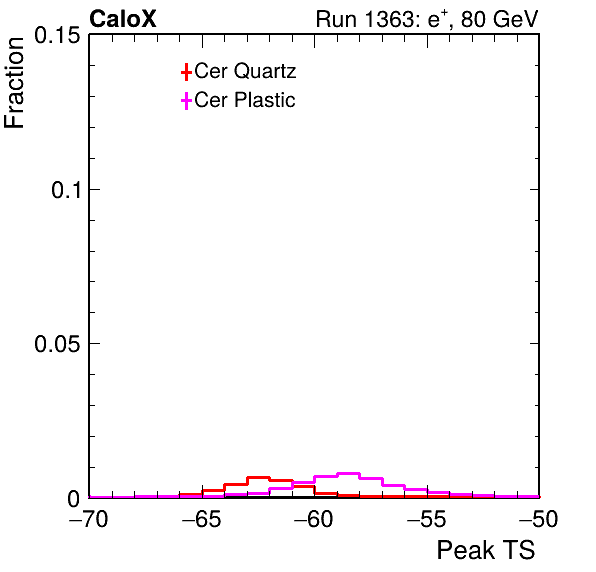 CaloX Run 1363: e⁺, 80 GeV
Fraction
0.15
Cer Quartz
Cer Plastic
0.1
0.05
0
−70 −65 −60 −55 −50
Peak TS